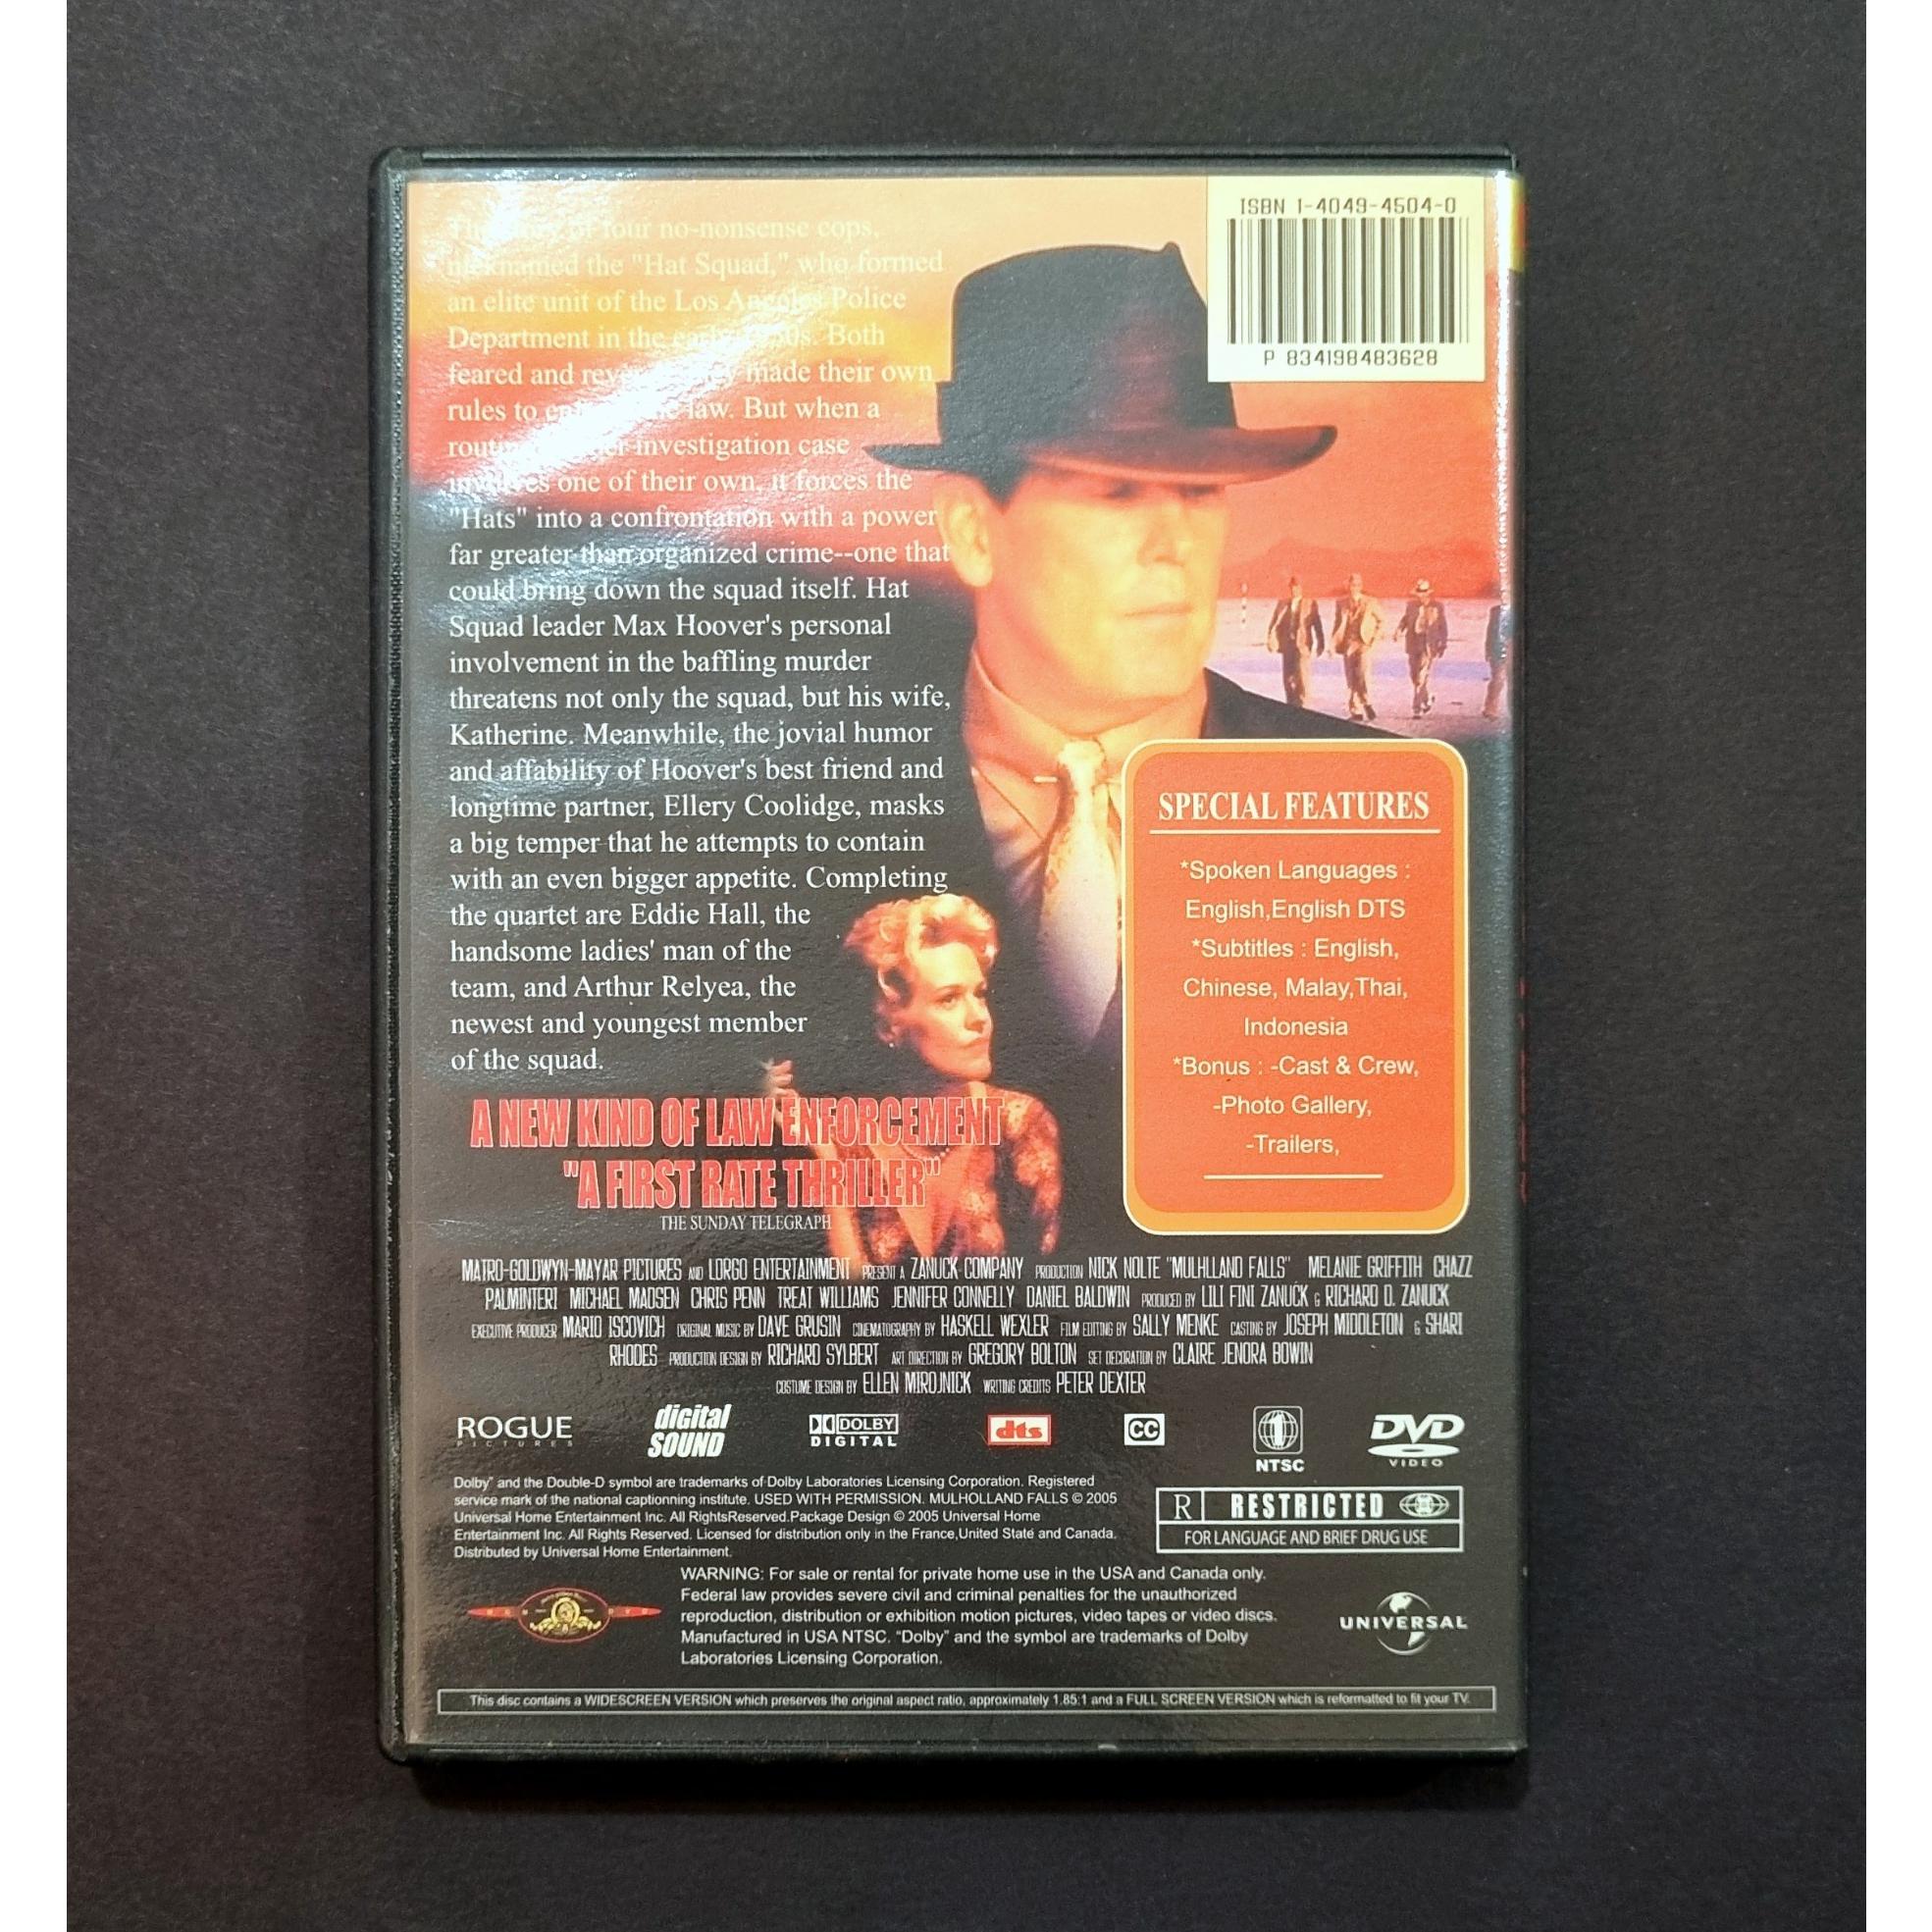 four no-nonsense cops,
nicknamed the "Hat Squad," who formed
an elite unit of the Los Angeles Police
Department in the early Both
feared and made their own
rules to law. But when a
investigation case
involves one of their own, it forces the
"Hats" into a confrontation with a power
far greater than organized crime--one that
could bring down the squad itself. Hat
Squad leader Max Hoover's personal
involvement in the baffling murder
threatens not only the squad, but his wife,
Katherine. Meanwhile, the jovial humor
and affability of Hoover's best friend and
longtime partner, Ellery Coolidge, masks
a big temper that he attempts to contain
with an even bigger appetite. Completing
the quartet are Eddie Hall, the
handsome ladies' man of the
team, and Arthur Relyea, the
newest and youngest member
of the squad.
ISBN 1-4049-4504-0
P 834198483628
SPECIAL FEATURES
*Spoken Languages :
English,English DTS
*Subtitles : English,
Chinese, Malay,Thai,
Indonesia
*Bonus : -Cast & Crew,
-Photo Gallery,
-Trailers,
A NEW KIND OF LAW ENFORCEMENT
"A FIRST RATE THRILLER"
THE SUNDAY TELEGRAPH
MATRO-GOLDWYN-MAYAR PICTURES AND LORGO ENTERTAINMENT PRESENT A ZANUCK COMPANY PRODUCTION NICK NOLTE "MULHLLAND FALLS" MELANIE GRIFFITH CHAZZ
PALMINTERI MICHAEL MADSEN CHRIS PENN TREAT WILLIAMS JENNIFER CONNELLY DANIEL BALDWIN PRODUCED BY LILI FINI ZANUCK & RICHARD D. ZANUCK
EXECUTIVE PRODUCER MARIO ISCOVICH ORIGINAL MUSIC BY DAVE GRUSIN CINEMATOGRAPHY BY HASKELL WEXLER FILM EDITING BY SALLY MENKE CASTING BY JOSEPH MIDDLETON & SHARI
RHODES PRODUCTION DESIGN BY RICHARD SYLBERT ART DIRECTION BY GREGORY BOLTON SET DECORATION BY CLAIRE JENORA BOWIN
COSTUME DESIGN BY ELLEN MIROJNICK WRITING CREDITS PETER DEXTER
ROGUE
PICTURES
digital
SOUND
DOLBY
DIGITAL
dts
CC
1
NTSC
DVD
VIDEO
Dolby" and the Double-D symbol are trademarks of Dolby Laboratories Licensing Corporation. Registered
service mark of the national captionning institute. USED WITH PERMISSION. MULHOLLAND FALLS © 2005
Universal Home Entertainment Inc. All RightsReserved.Package Design © 2005 Universal Home
Entertainment Inc. All Rights Reserved. Licensed for distribution only in the France,United State and Canada.
Distributed by Universal Home Entertainment.
R RESTRICTED
FOR LANGUAGE AND BRIEF DRUG USE
WARNING: For sale or rental for private home use in the USA and Canada only.
Federal law provides severe civil and criminal penalties for the unauthorized
reproduction, distribution or exhibition motion pictures, video tapes or video discs.
Manufactured in USA NTSC. "Dolby" and the symbol are trademarks of Dolby
Laboratories Licensing Corporation.
UNIVERSAL
This disc contains a WIDESCREEN VERSION which preserves the original aspect ratio, approximately 1.85:1 and a FULL SCREEN VERSION which is reformatted to fit your TV.